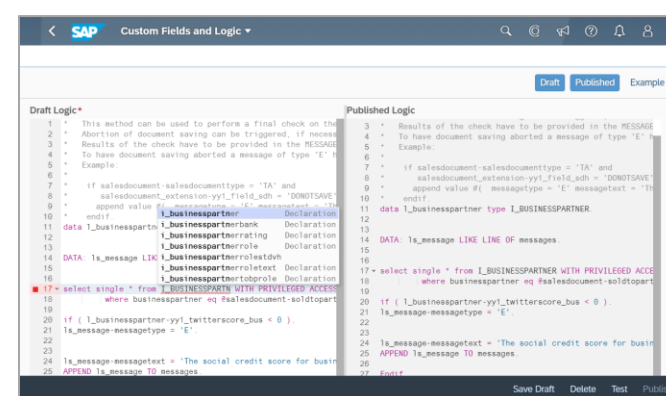 SAP Custom Fields and Logic
Draft Published Example
Draft Logic*
1 * This method can be used to perform a final check on the
2 * Abortion of document saving can be triggered, if necess
3 * Results of the check have to be provided in the MESSAGE
4 * To have document saving aborted a message of type 'E' h
5 * Example:
6 *
7 * if salesdocument-salesdocumenttype = 'TA' and
8 * salesdocument_extension-yy1_field_sdh = 'DONOTSAVE'
9 * append value #( messagetype = 'E' messagetext = 'Th
10 * endif.
11 data l_businesspartn
12
13
14 DATA: ls_message LIK
15
16
17 select single * from I_BUSINESSPARTN WITH PRIVILEGED ACCESS
18 where businesspartner eq @salesdocument-soldtopart
19
20 if ( l_businesspartner-yy1_twitterscore_bus < 0 ).
21 ls_message-messagetype = 'E'.
22
23
24 ls_message-messagetext = 'The social credit score for busin
25 APPEND ls_message TO messages.
i_businesspartner Declaration
i_businesspartnerbank Declaration
i_businesspartnerrating Declaration
i_businesspartnerrole Declaration
i_businesspartnerrolestdvh
i_businesspartnerroletext Declaration
i_businesspartnertobprole Declaration
Published Logic
3 * Results of the check have to be provided in the MESSAGE
4 * To have document saving aborted a message of type 'E' h
5 * Example:
6 *
7 * if salesdocument-salesdocumenttype = 'TA' and
8 * salesdocument_extension-yy1_field_sdh = 'DONOTSAVE'
9 * append value #( messagetype = 'E' messagetext = 'Th
10 * endif.
11 data l_businesspartner type I_BUSINESSPARTNER.
12
13
14 DATA: ls_message LIKE LINE OF messages.
15
16
17 select single * from I_BUSINESSPARTNER WITH PRIVILEGED ACCE
18 where businesspartner eq @salesdocument-soldtopart
19
20 if ( l_businesspartner-yy1_twitterscore_bus < 0 ).
21 ls_message-messagetype = 'E'.
22
23
24 ls_message-messagetext = 'The social credit score for busin
25 APPEND ls_message TO messages.
26
27 Endif
Save Draft Delete Test Publis